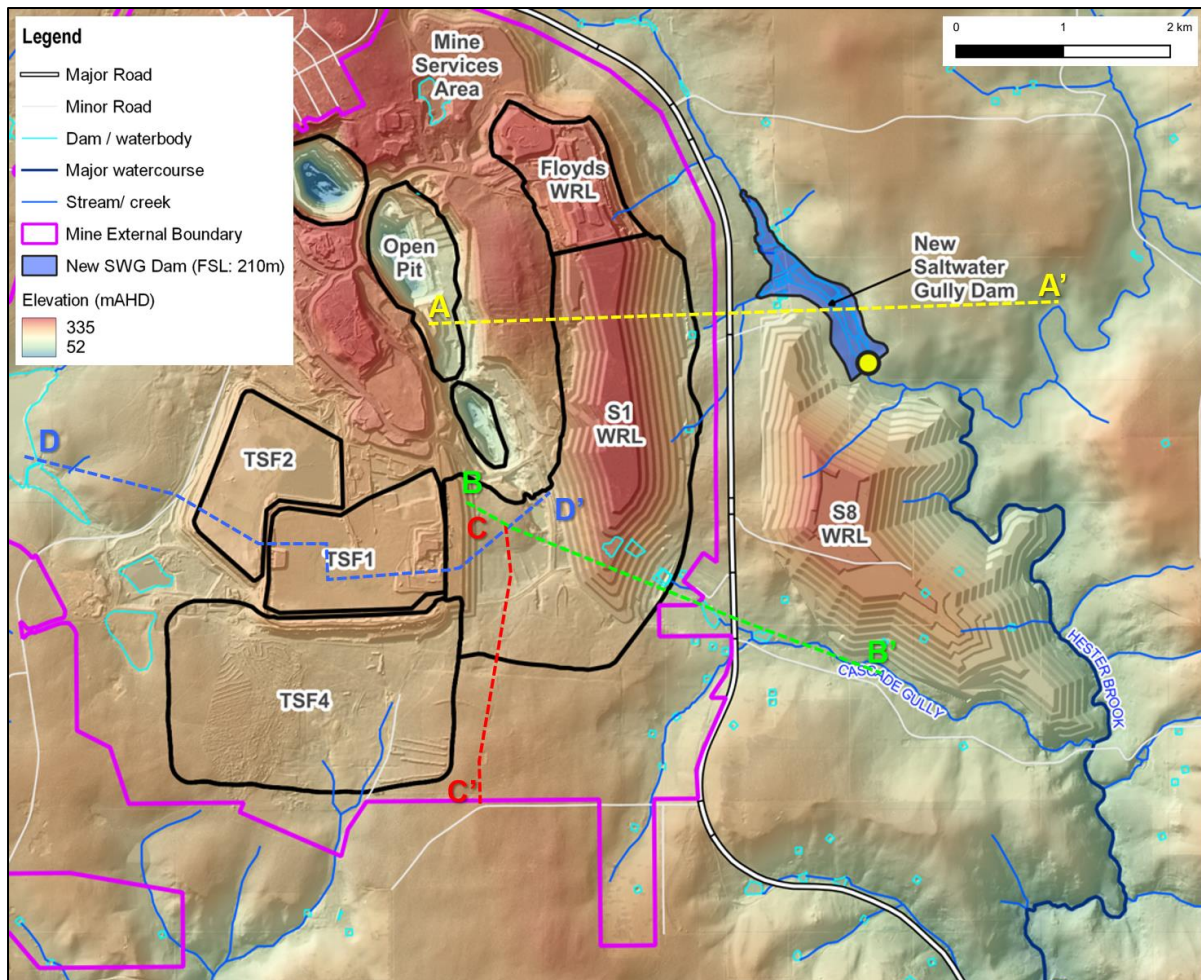 Legend
Major Road
Minor Road
Dam / waterbody
Major watercourse
Stream/ creek
Mine External Boundary
New SWG Dam (FSL: 210m)
Elevation (mAHD)
335
52
0
1
2 km
Mine
Services
Area
Floyds
WRL
Open
Pit
New
Saltwater
Gully Dam
A
A'
S1
WRL
TSF2
D
B
D'
C
S8
WRL
TSF1
B'
CASCADE GULLY
HESTER BROOK
TSF4
C'